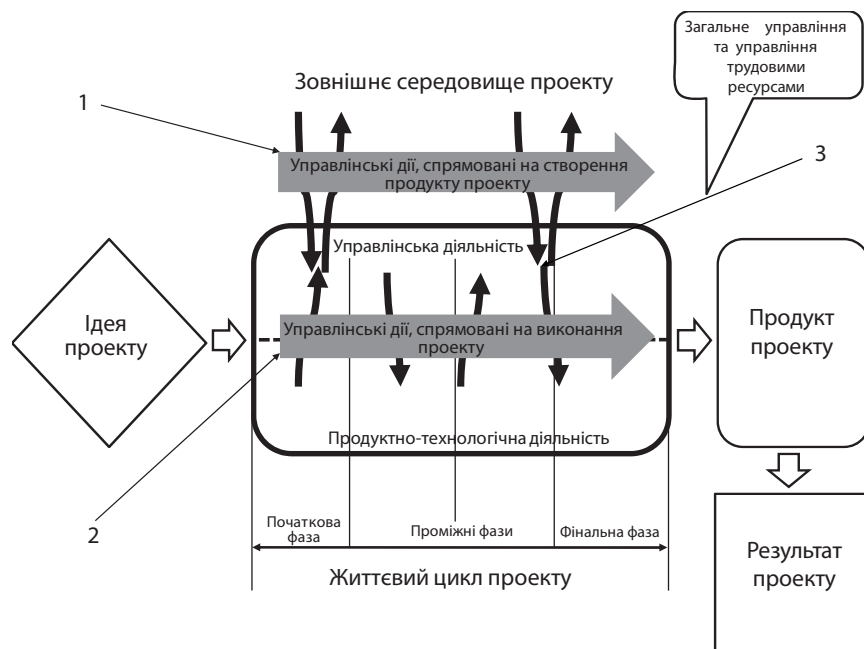 Загальне управління
та управління
трудовими
ресурсами
Зовнішнє середовище проекту
1
Управлінські дії, спрямовані на створення
продукту проекту
3
Управлінська діяльність
Ідея
проекту
Управлінські дії, спрямовані на виконання
проекту
Продукт
проекту
Продуктно-технологічна діяльність
2
Початкова
фаза
Проміжні фази
Фінальна фаза
Життєвий цикл проекту
Результат
проекту